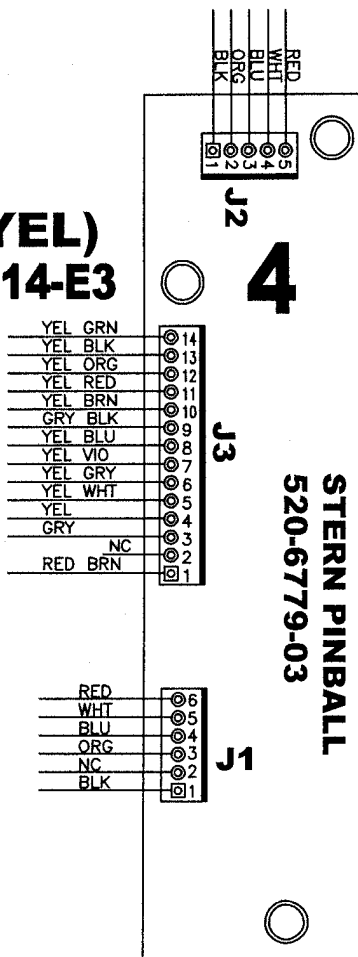 RED
WHT
BLU
ORG
BLK
1 2 3 4 5
J2
4
YEL)
14-E3
YEL GRN 14
YEL BLK 13
YEL ORG 12
YEL RED 11
YEL BRN 10
GRY BLK 9
YEL BLU 8
YEL VIO 7
YEL GRY 6
YEL WHT 5
YEL 4
GRY 3
NC 2
RED BRN 1
J3
STERN PINBALL
520-6779-03
RED 6
WHT 5
BLU 4
ORG 3
NC 2
BLK 1
J1